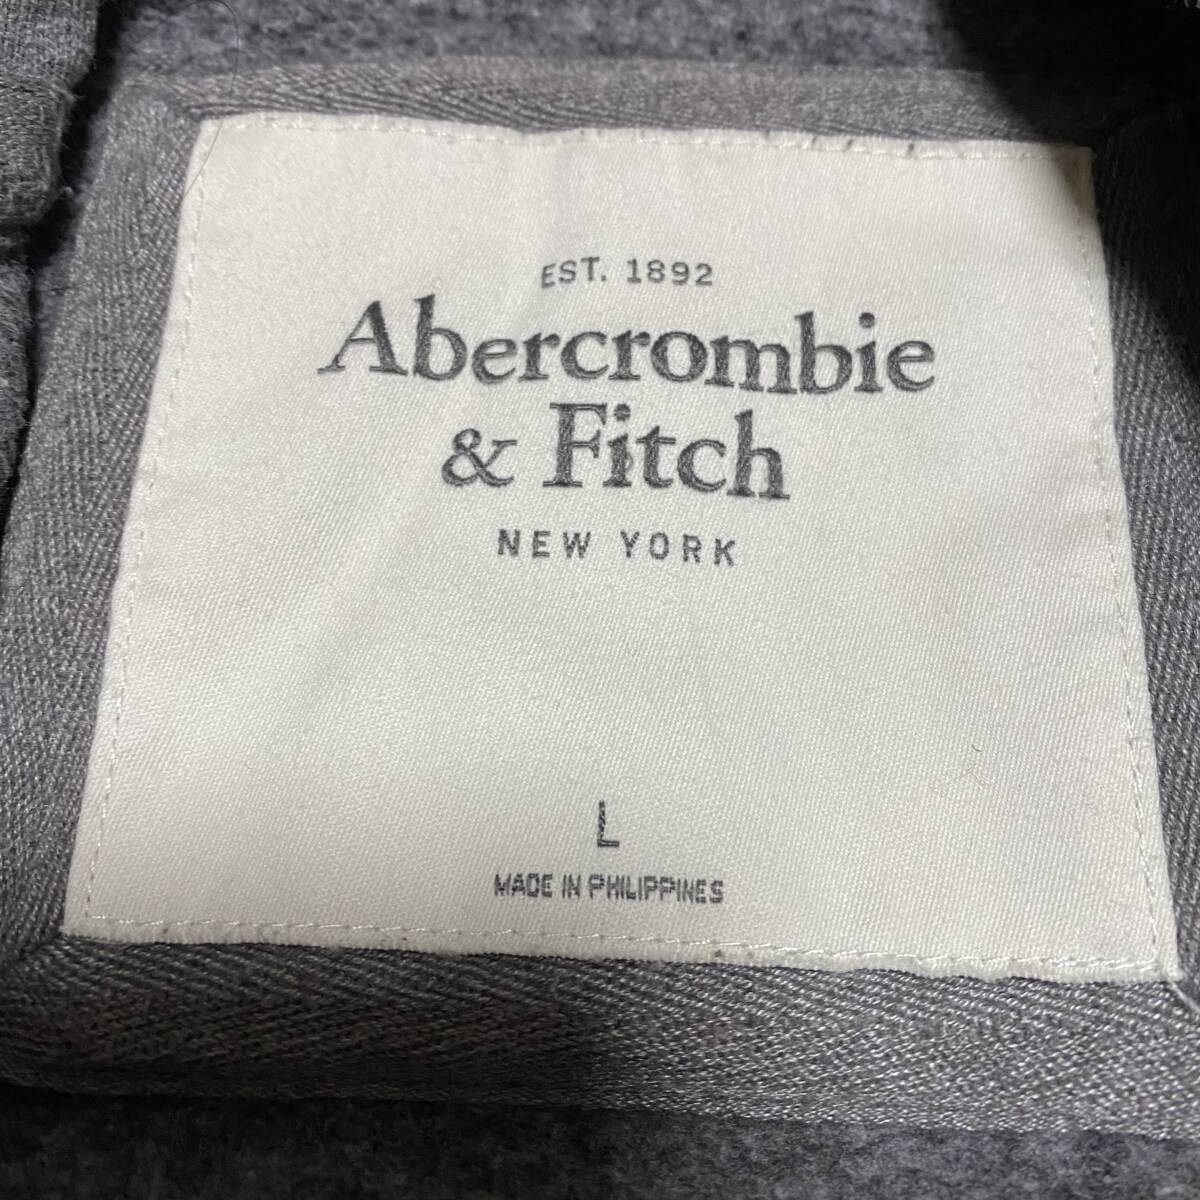 EST. 1892
Abercrombie
& Fitch
NEW YORK
L
MADE IN PHILIPPINES